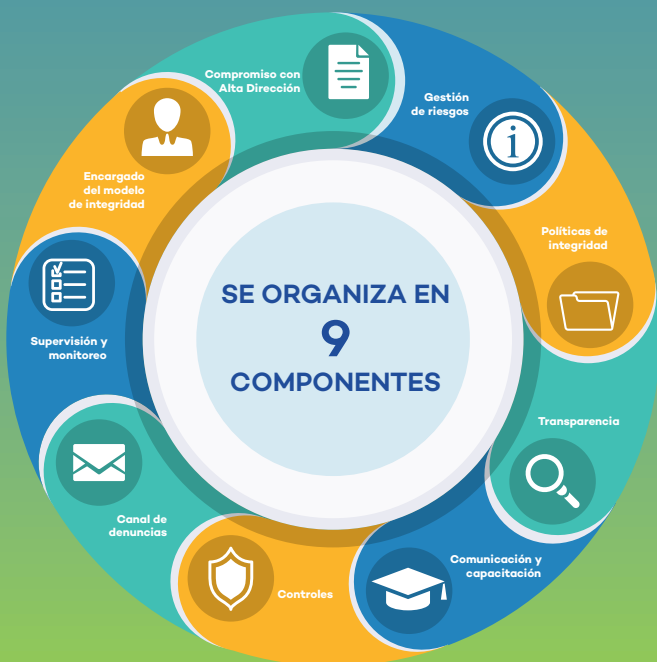 Compromiso con
Alta Dirección
Gestión
de riesgos
Políticas de
integridad
Transparencia
Comunicación y
capacitación
Controles
Canal de
denuncias
Supervisión y
monitoreo
Encargado
del modelo
de integridad
SE ORGANIZA EN
9
COMPONENTES